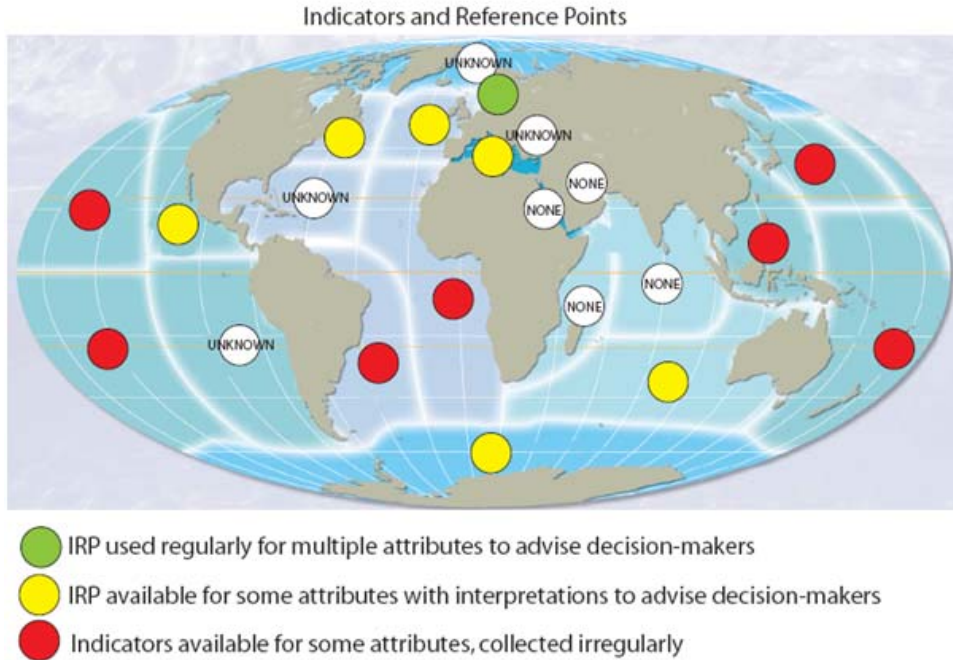 Indicators and Reference Points
UNKNOWN
UNKNOWN
NONE
UNKNOWN
NONE
NONE
NONE
UNKNOWN
IRP used regularly for multiple attributes to advise decision-makers
IRP available for some attributes with interpretations to advise decision-makers
Indicators available for some attributes, collected irregularly